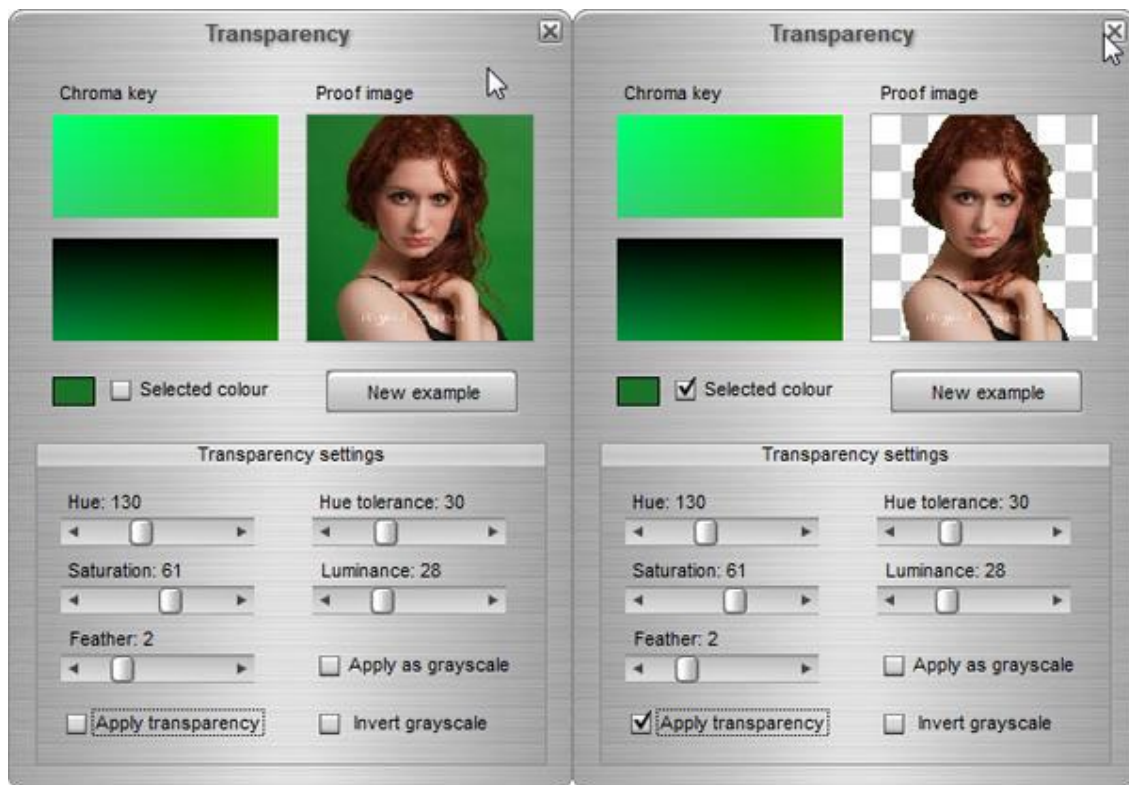 Transparency
Chroma key
Proof image
Selected colour
New example
Transparency settings
Hue: 130
Hue tolerance: 30
Saturation: 61
Luminance: 28
Feather: 2
Apply as grayscale
Apply transparency
Invert grayscale
Transparency
Chroma key
Proof image
Selected colour
New example
Transparency settings
Hue: 130
Hue tolerance: 30
Saturation: 61
Luminance: 28
Feather: 2
Apply as grayscale
Apply transparency
Invert grayscale